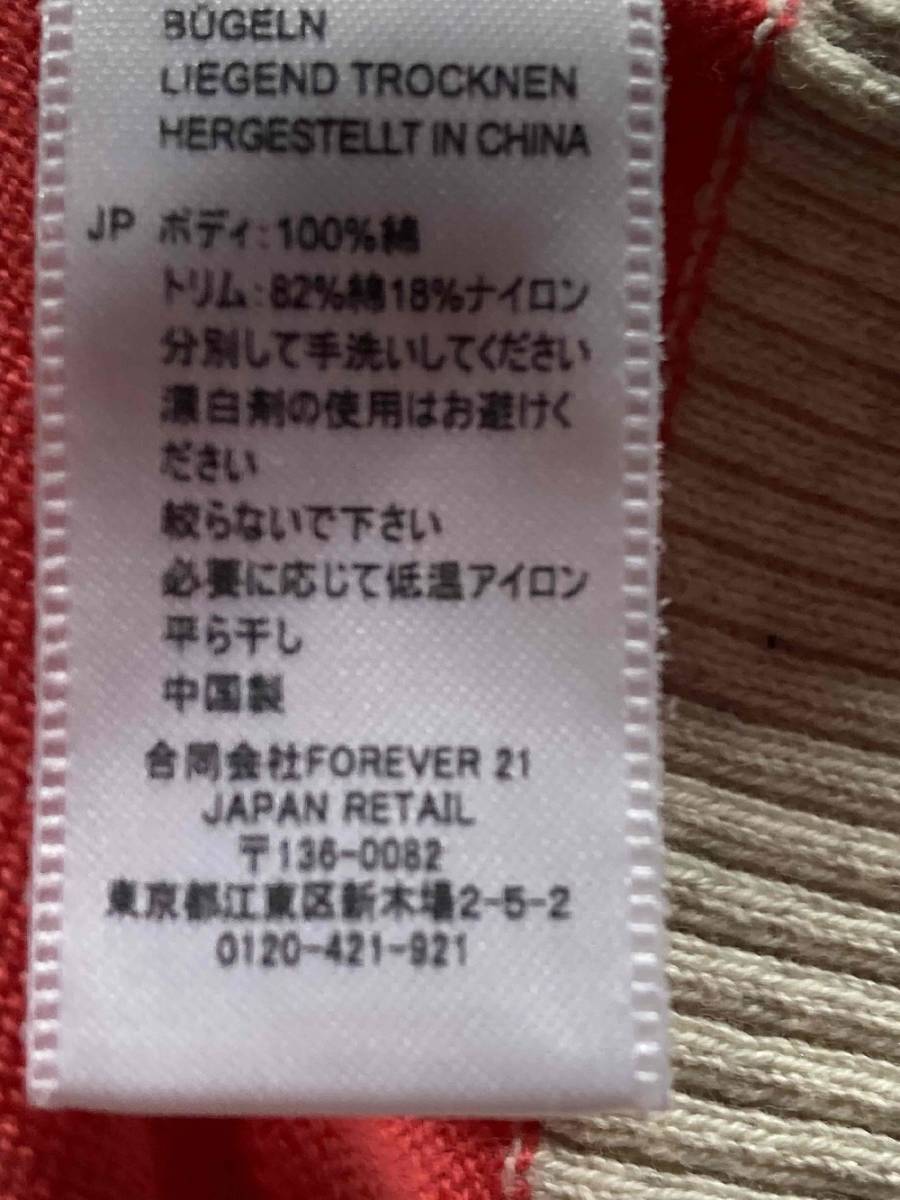 BÜGELN
LIEGEND TROCKNEN
HERGESTELLT IN CHINA
JP ボディ:100%綿
トリム:82%綿18%ナイロン
分別して手洗いしてください
漂白剤の使用はお避けく
ださい
絞らないで下さい
必要に応じて低温アイロン
平ら干し
中国製
合同会社FOREVER 21
JAPAN RETAIL
〒136-0082
東京都江東区新木場2-5-2
0120-421-921